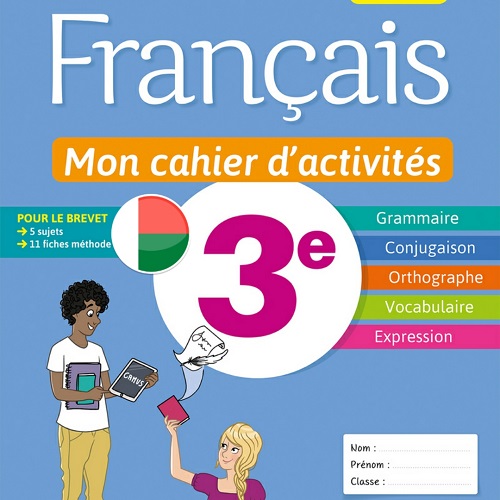 Français
Mon cahier d'activités
POUR LE BREVET
→ 5 sujets
→ 11 fiches méthode
3e
Grammaire
Conjugaison
Orthographe
Vocabulaire
Expression
CAMUS
Nom :
Prénom :
Classe :